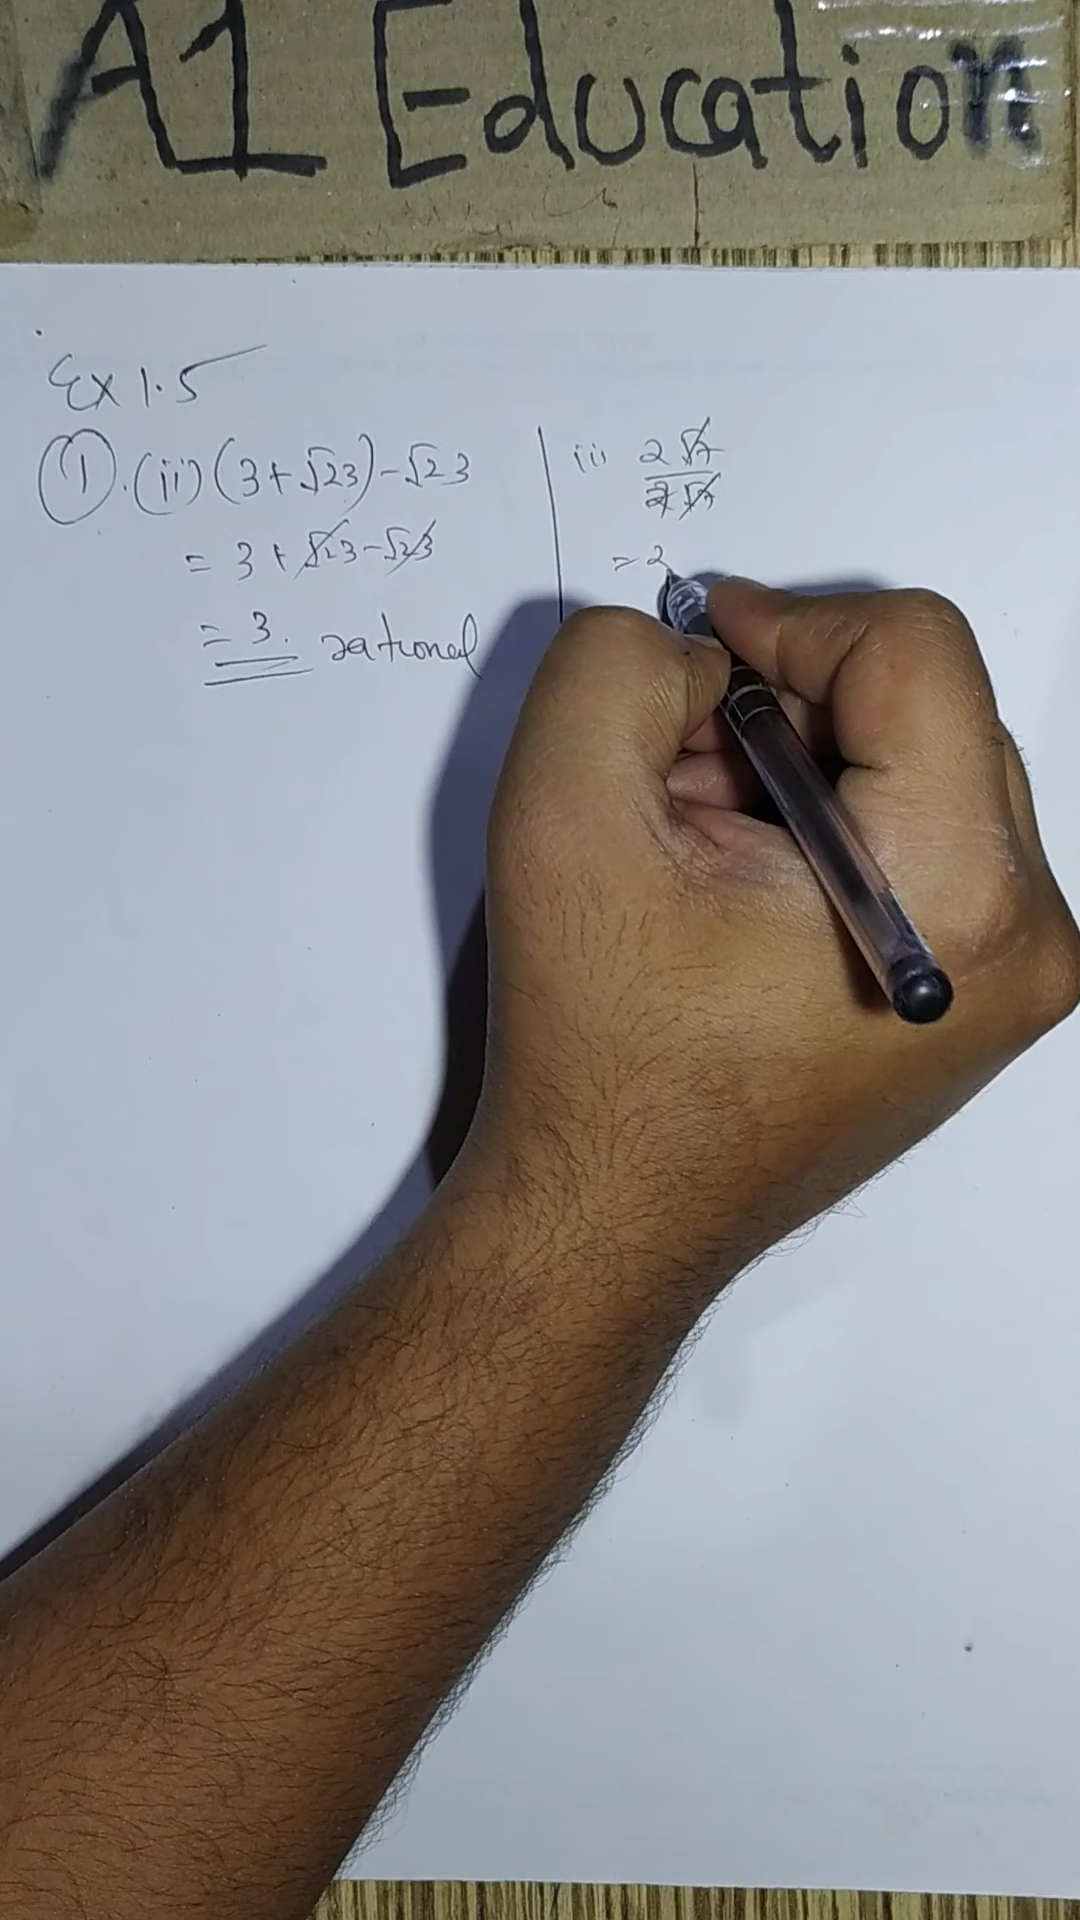 A1 Education
Ex 1.5
①.(ii) (3+√23)-√23
= 3+√23-√23
= 3. rational
iii 2√7
7√7
= 2